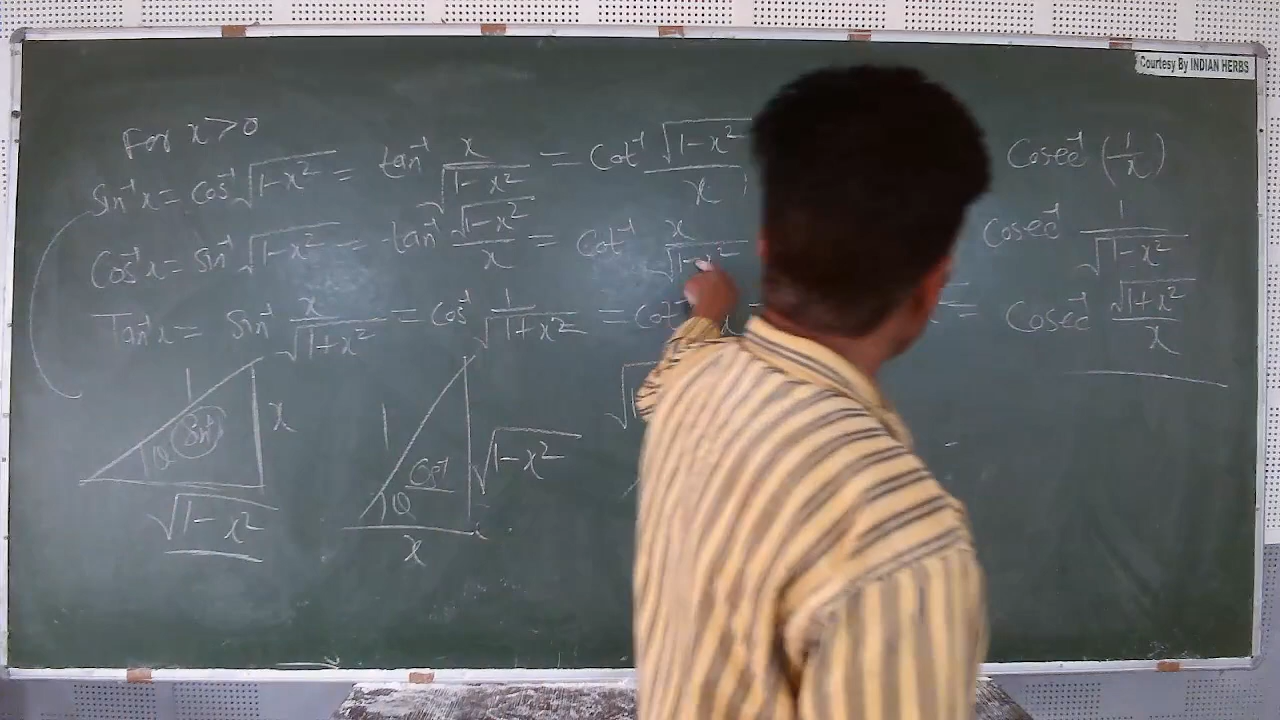 Courtesy By INDIAN HERBS
For x > 0
Sin⁻¹x = Cos⁻¹ √(1-x²) = tan⁻¹ x/√(1-x²) = Cot⁻¹ √(1-x²)/x Cosec⁻¹ (1/x)
Cos⁻¹x = Sin⁻¹ √(1-x²) = tan⁻¹ √(1-x²)/x = Cot⁻¹ x/√(1-x²) Cosec⁻¹ 1/√(1-x²)
Tan⁻¹x = Sin⁻¹ x/√(1+x²) = Cos⁻¹ 1/√(1+x²) = Cot⁻¹ = Cosec⁻¹ √(1+x²)/x
1 θ Sin⁻¹ x
√(1-x²)
1 θ Cos⁻¹ √(1-x²)
x